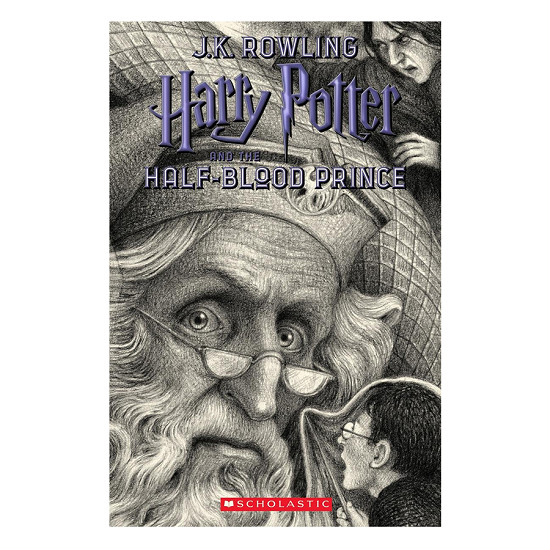 J.K. ROWLING
Harry Potter
AND THE
HALF-BLOOD PRINCE
SCHOLASTIC